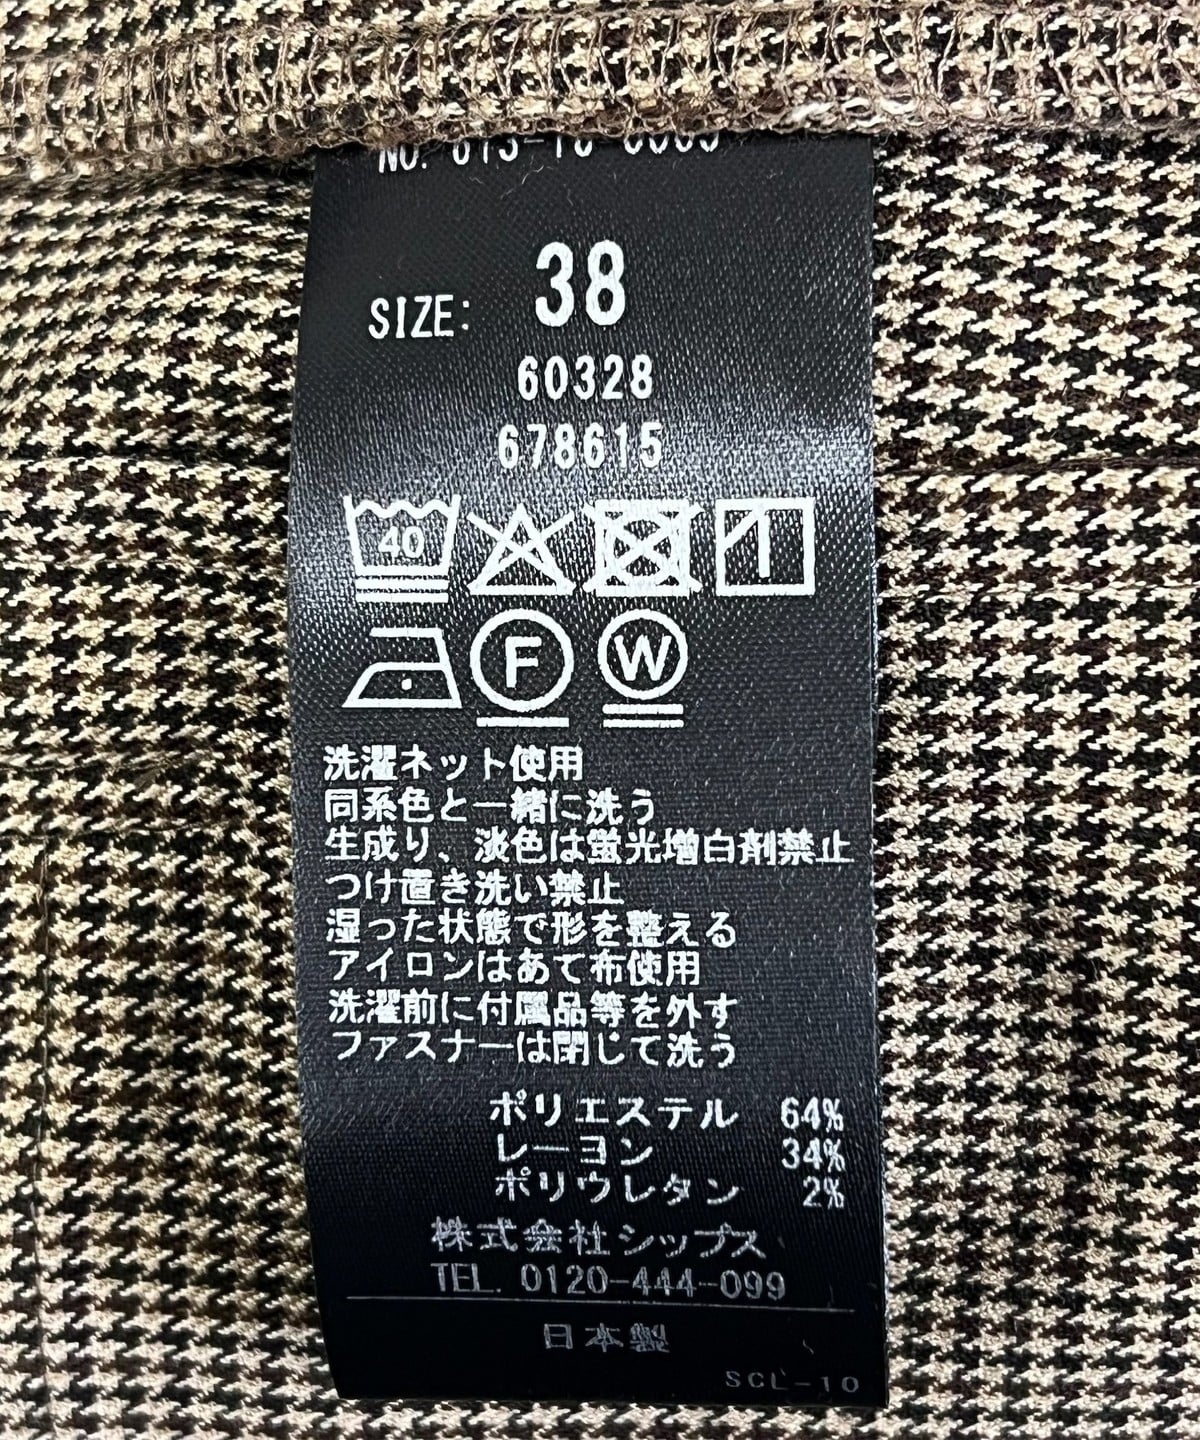 SIZE: 38
60328
678615
40
F W
洗濯ネット使用
同系色と一緒に洗う
生成り、淡色は蛍光増白剤禁止
つけ置き洗い禁止
湿った状態で形を整える
アイロンはあて布使用
洗濯前に付属品等を外す
ファスナーは閉じて洗う
ポリエステル 64%
レーヨン 34%
ポリウレタン 2%
株式会社シップス
TEL. 0120-444-099
日本製
SCL-10